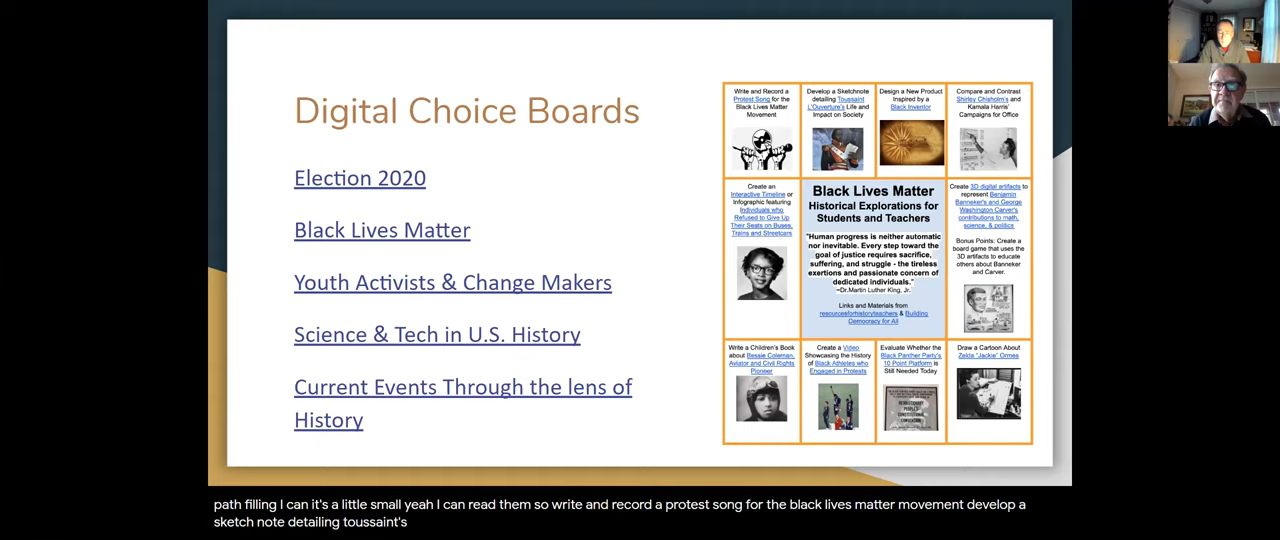 Digital Choice Boards
Election 2020
Black Lives Matter
Youth Activists & Change Makers
Science & Tech in U.S. History
Current Events Through the lens of
History
Write and Record a
Protest Song for the
Black Lives Matter
Movement
Develop a Sketchnote
detailing Toussaint
L'Ouverture's Life and
Impact on Society
Design a New Product
Inspired by a
Black Inventor
Compare and Contrast
Shirley Chisholm's and
Kamala Harris'
Campaigns for Office
Create an
Interactive Timeline or
Infographic featuring
Individuals who
Refused to Give Up
Their Seats on Buses,
Trains and Streetcars
Black Lives Matter
Historical Explorations for
Students and Teachers
"Human progress is neither automatic
nor inevitable. Every step toward the
goal of justice requires sacrifice,
suffering, and struggle - the tireless
exertions and passionate concern of
dedicated individuals."
~Dr.Martin Luther King, Jr.
Links and Materials from
resourcesforhistoryteachers & Building
Democracy for All
Create 3D digital artifacts to
represent Benjamin
Banneker's and George
Washington Carver's
contributions to math,
science, & politics
Bonus Points: Create a
board game that uses the
3D artifacts to educate
others about Banneker
and Carver.
Write a Children's Book
about Bessie Coleman,
Aviator and Civil Rights
Pioneer
Create a Video
Showcasing the History
of Black Athletes who
Engaged in Protests
Evaluate Whether the
Black Panther Party's
10 Point Platform is
Still Needed Today
REVOLUTIONARY
PEOPLE'S
CONSTITUTIONAL
CONVENTION
Draw a Cartoon About
Zelda "Jackie" Ormes
path filling I can it's a little small yeah I can read them so write and record a protest song for the black lives matter movement develop a
sketch note detailing toussaint's